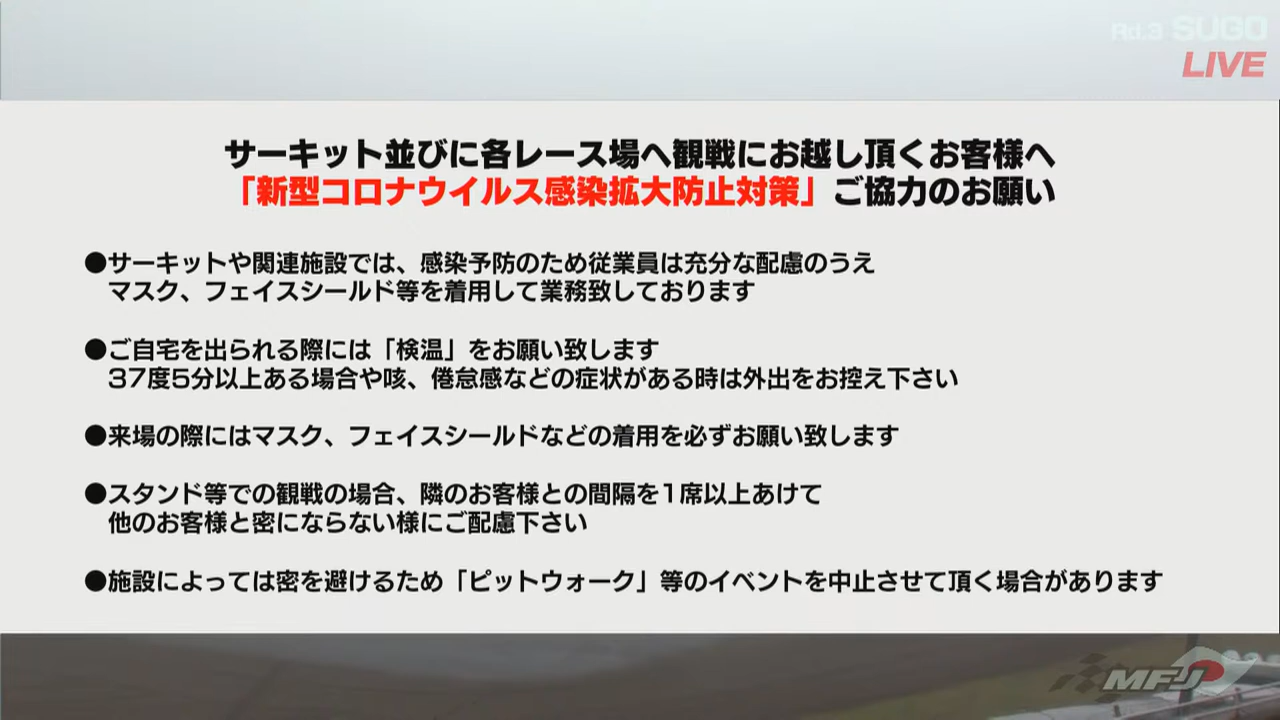 Rd.3 SUGO
LIVE
サーキット並びに各レース場へ観戦にお越し頂くお客様へ
「新型コロナウイルス感染拡大防止対策」ご協力のお願い
●サーキットや関連施設では、感染予防のため従業員は充分な配慮のうえ
マスク、フェイスシールド等を着用して業務致しております
●ご自宅を出られる際には「検温」をお願い致します
37度5分以上ある場合や咳、倦怠感などの症状がある時は外出をお控え下さい
●来場の際にはマスク、フェイスシールドなどの着用を必ずお願い致します
●スタンド等での観戦の場合、隣のお客様との間隔を1席以上あけて
他のお客様と密にならない様にご配慮下さい
●施設によっては密を避けるため「ピットウォーク」等のイベントを中止させて頂く場合があります
MFJ